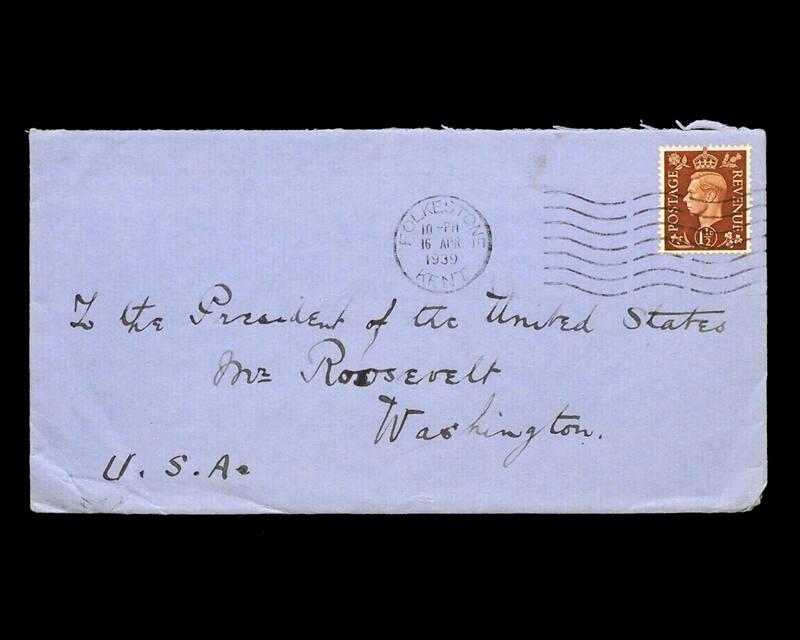 POSTAGE REVENUE
1½
FOLKESTONE
10-PM
16 APR
1939
KENT
To the President of the United States
Mr Roosevelt
Washington.
U.S.A.